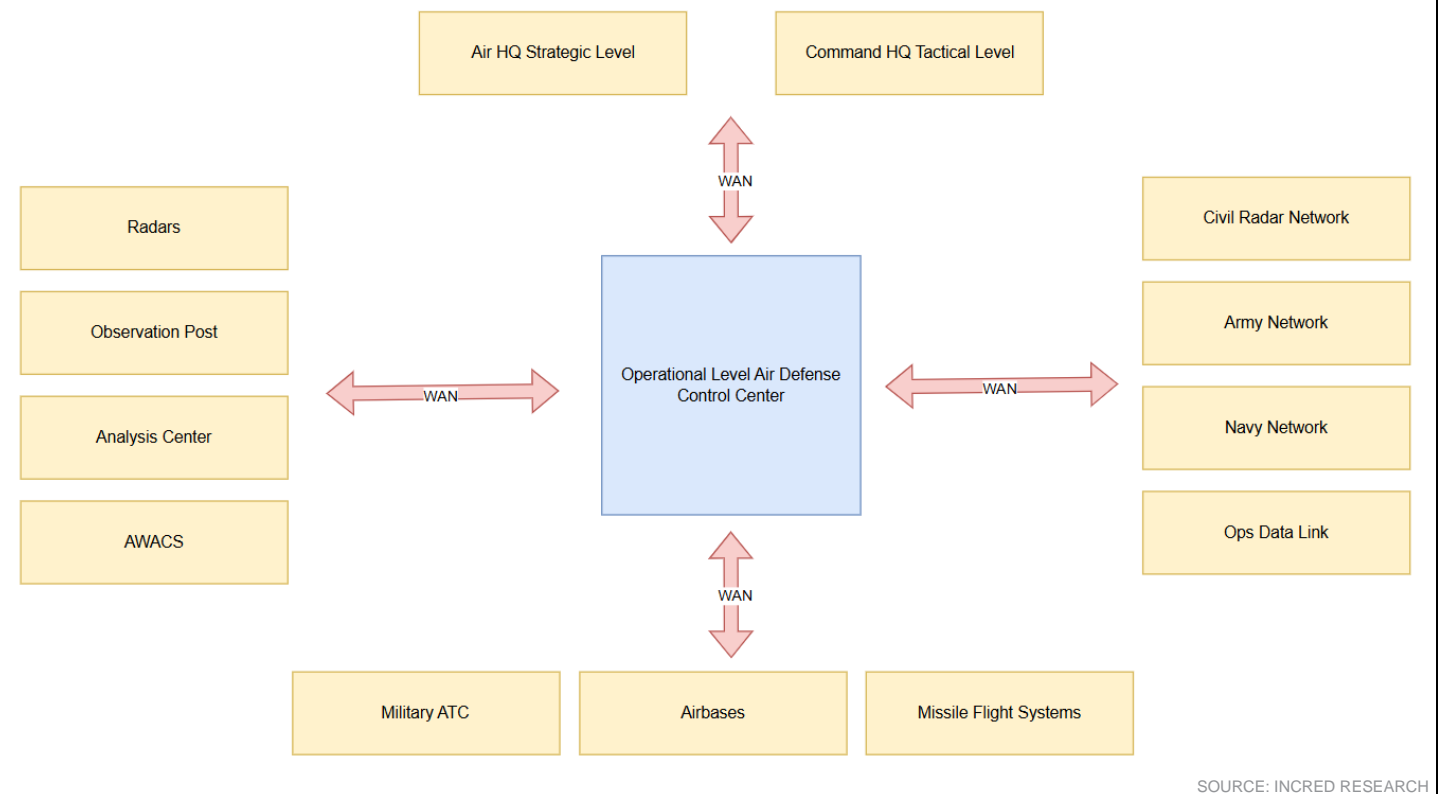 Air HQ Strategic Level
Command HQ Tactical Level
WAN
Radars
Observation Post
Analysis Center
AWACS
WAN
Operational Level Air Defense
Control Center
WAN
Civil Radar Network
Army Network
Navy Network
Ops Data Link
WAN
Military ATC
Airbases
Missile Flight Systems
SOURCE: INCRED RESEARCH